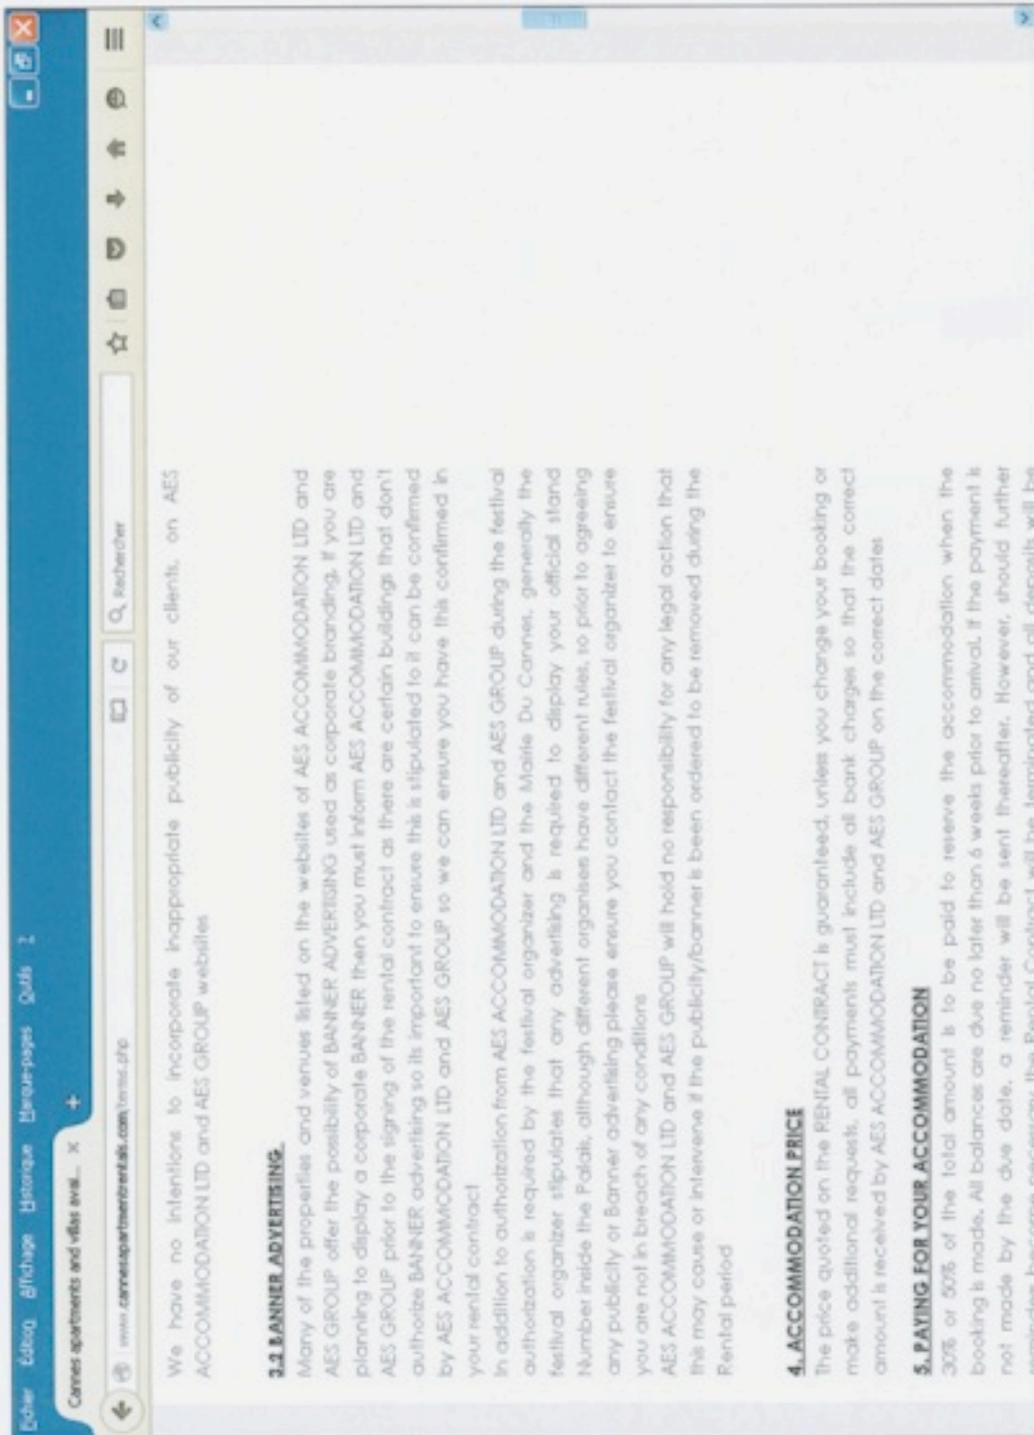 Fichier Édition Affichage Historique Marque-pages Outils ?
Cannes apartments and villas avai... × +
www.cannesapartmentrentals.com/terms.php
Rechercher
We have no intentions to incorporate inappropriate publicity of our clients, on AES
ACCOMMODATION LTD and AES GROUP websites
3.2 BANNER ADVERTISING.
Many of the properties and venues listed on the websites of AES ACCOMMODATION LTD and
AES GROUP offer the possibility of BANNER ADVERTISING used as corporate branding. If you are
planning to display a corporate BANNER then you must inform AES ACCOMMODATION LTD and
AES GROUP prior to the signing of the rental contract as there are certain buildings that don't
authorize BANNER advertising so its important to ensure this is stipulated to it can be confirmed
by AES ACCOMMODATION LTD and AES GROUP so we can ensure you have this confirmed in
your rental contract
In addition to authorization from AES ACCOMMODATION LTD and AES GROUP during the festival
authorization is required by the festival organizer and the Mairie Du Cannes, generally the
festival organizer stipulates that any advertising is required to display your official stand
Number inside the Palais, although different organises have different rules, so prior to agreeing
any publicity or Banner advertising please ensure you contact the festival organizer to ensure
you are not in breach of any conditions
AES ACCOMMODATION LTD and AES GROUP will hold no responsibility for any legal action that
this may cause or intervene if the publicity/banner is been ordered to be removed during the
Rental period
4. ACCOMMODATION PRICE
The price quoted on the RENTAL CONTRACT is guaranteed, unless you change your booking or
make additional requests, all payments must include all bank charges so that the correct
amount is received by AES ACCOMMODATION LTD and AES GROUP on the correct dates
5. PAYING FOR YOUR ACCOMMODATION
30% or 50% of the total amount is to be paid to reserve the accommodation when the
booking is made. All balances are due no later than 6 weeks prior to arrival. If the payment is
not made by the due date, a reminder will be sent thereafter. However, should further
will be terminated and all deposits will be